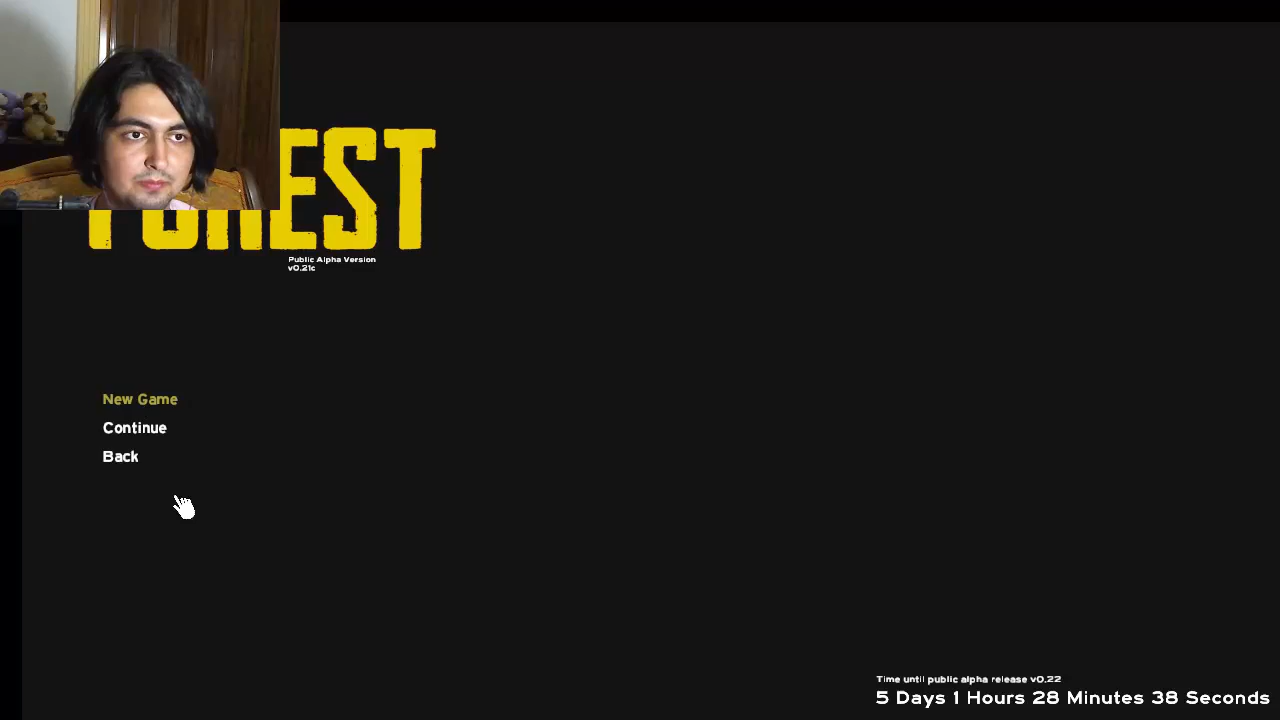 FOREST
Public Alpha Version
v0.21c
New Game
Continue
Back
Time until public alpha release v0.22
5 Days 1 Hours 28 Minutes 38 Seconds